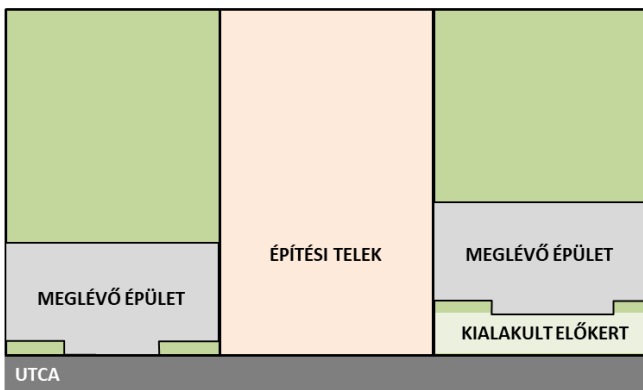 ÉPÍTÉSI TELEK
MEGLÉVŐ ÉPÜLET
MEGLÉVŐ ÉPÜLET
KIALAKULT ELŐKERT
UTCA